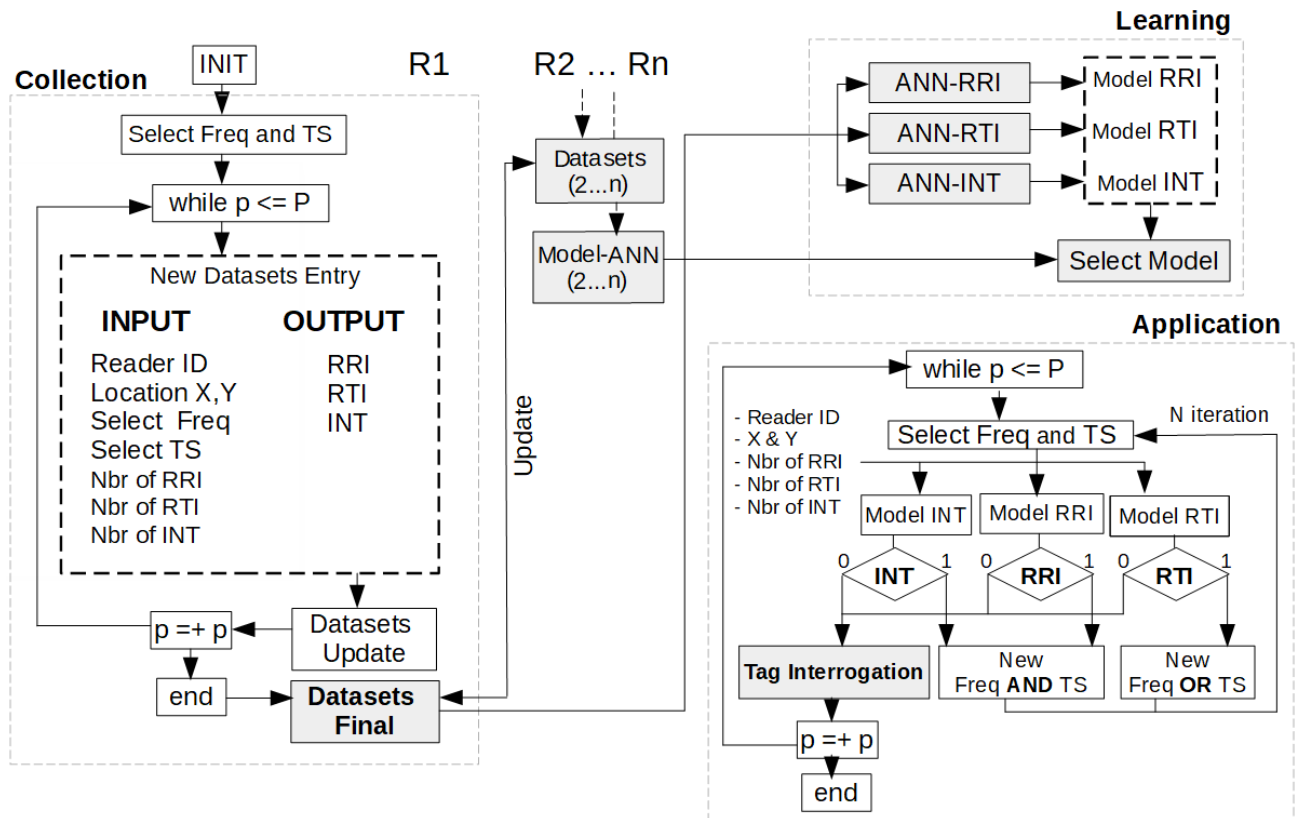 Collection
INIT
R1
R2 ... Rn
Select Freq and TS
while p <= P
New Datasets Entry
INPUT
OUTPUT
Reader ID
Location X,Y
Select Freq
Select TS
Nbr of RRI
Nbr of RTI
Nbr of INT
RRI
RTI
INT
p =+ p
Datasets
Update
end
Datasets
Final
Update
Datasets
(2...n)
Model-ANN
(2...n)
Learning
ANN-RRI
ANN-RTI
ANN-INT
Model RRI
Model RTI
Model INT
Select Model
Application
while p <= P
- Reader ID
- X & Y
- Nbr of RRI
- Nbr of RTI
- Nbr of INT
Select Freq and TS
N iteration
Model INT
Model RRI
Model RTI
0
INT
1
0
RRI
1
0
RTI
1
Tag Interrogation
New
Freq AND TS
New
Freq OR TS
p =+ p
end